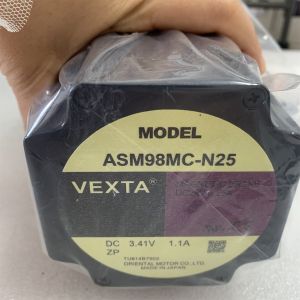 MODEL
ASM98MC-N25
VEXTA®
DC 3.41V 1.1A
ZP
ORIENTAL MOTOR CO.,LTD.
MADE IN JAPAN